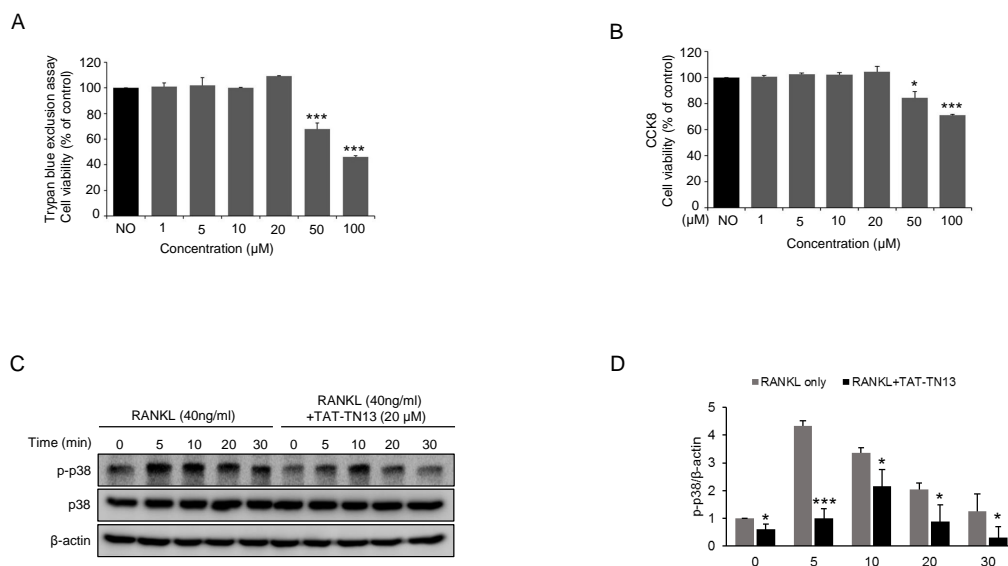 A
Trypan blue exclusion assay
Cell viability (% of control)
120
100
80
60
40
20
0
***
***
NO 1 5 10 20 50 100
Concentration (µM)
B
CCK8
Cell viability (% of control)
120
100
80
60
40
20
0
*
***
(µM) NO 1 5 10 20 50 100
Concentration (µM)
C
RANKL (40ng/ml)
RANKL (40ng/ml)
+TAT-TN13 (20 µM)
Time (min) 0 5 10 20 30 0 5 10 20 30
p-p38
p38
β-actin
D
RANKL only RANKL+TAT-TN13
p-p38/β-actin
5
4
3
2
1
0
*
***
*
*
*
0 5 10 20 30